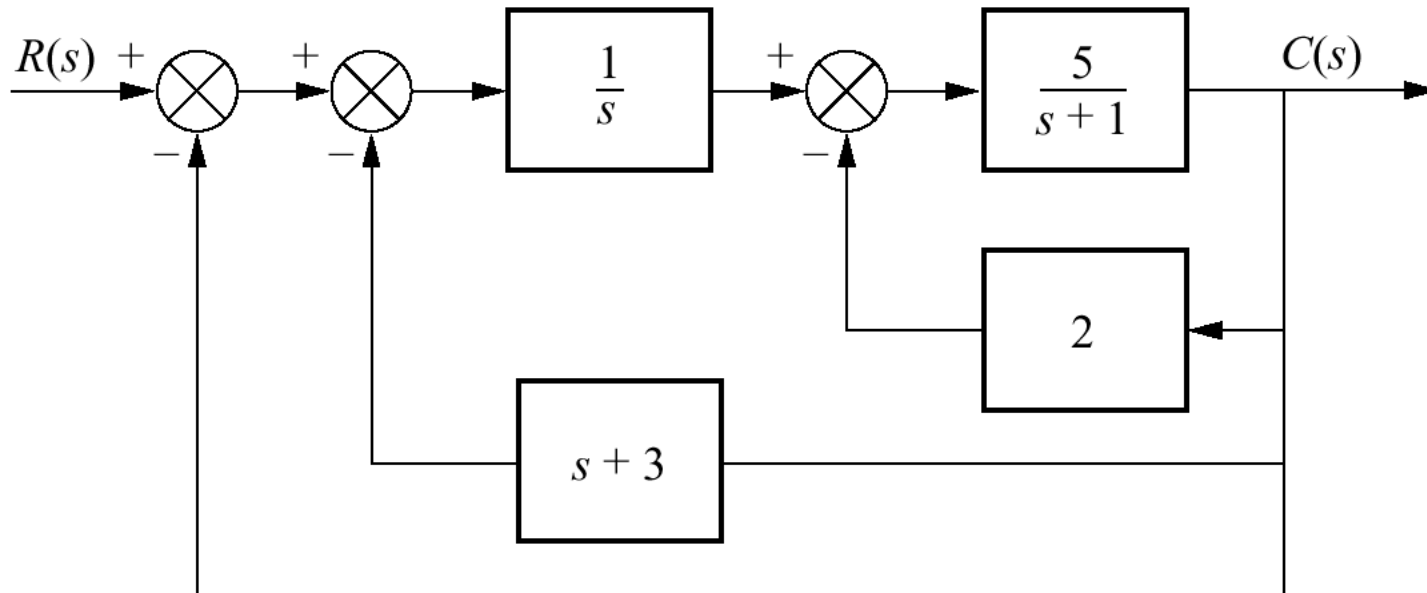 R(s) + + 1/s + 5/(s + 1) C(s)
− − −
2
s + 3